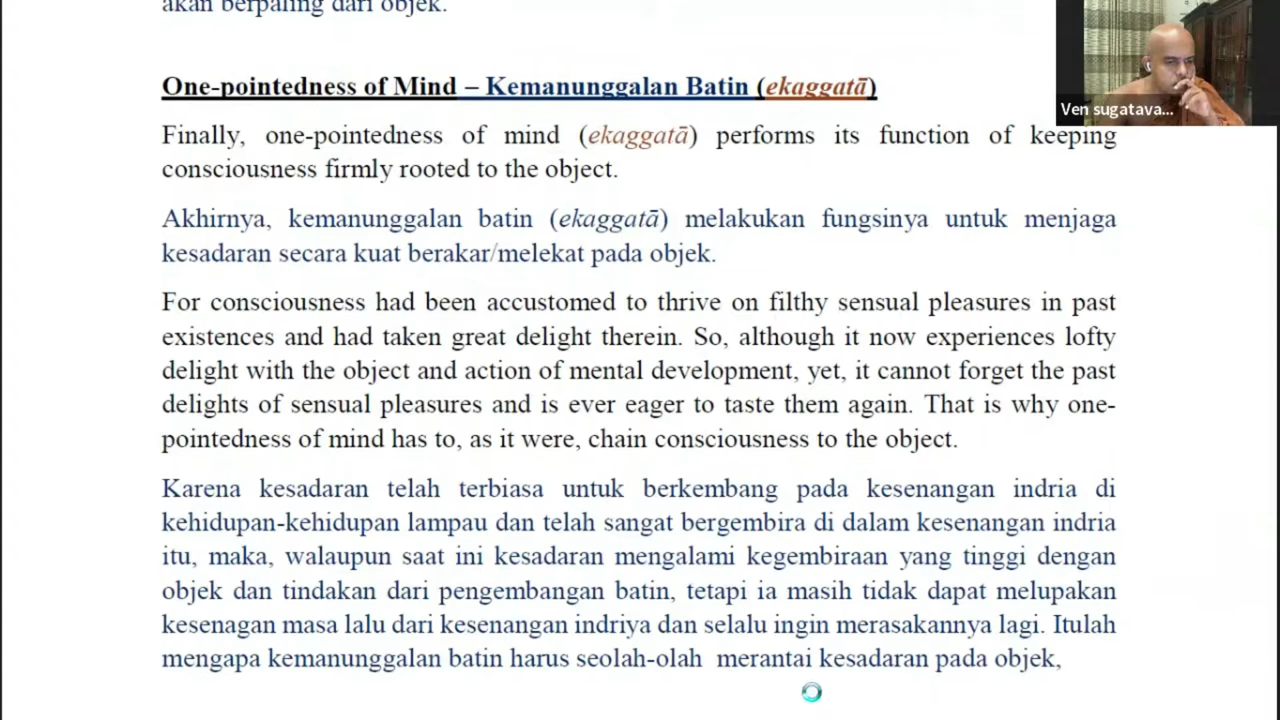 akan berpaling dari objek.
One-pointedness of Mind – Kemanunggalan Batin (ekaggatā)
Ven sugatava...
Finally, one-pointedness of mind (ekaggatā) performs its function of keeping
consciousness firmly rooted to the object.
Akhirnya, kemanunggalan batin (ekaggatā) melakukan fungsinya untuk menjaga
kesadaran secara kuat berakar/melekat pada objek.
For consciousness had been accustomed to thrive on filthy sensual pleasures in past
existences and had taken great delight therein. So, although it now experiences lofty
delight with the object and action of mental development, yet, it cannot forget the past
delights of sensual pleasures and is ever eager to taste them again. That is why one-
pointedness of mind has to, as it were, chain consciousness to the object.
Karena kesadaran telah terbiasa untuk berkembang pada kesenangan indria di
kehidupan-kehidupan lampau dan telah sangat bergembira di dalam kesenangan indria
itu, maka, walaupun saat ini kesadaran mengalami kegembiraan yang tinggi dengan
objek dan tindakan dari pengembangan batin, tetapi ia masih tidak dapat melupakan
kesenagan masa lalu dari kesenangan indriya dan selalu ingin merasakannya lagi. Itulah
mengapa kemanunggalan batin harus seolah-olah merantai kesadaran pada objek,